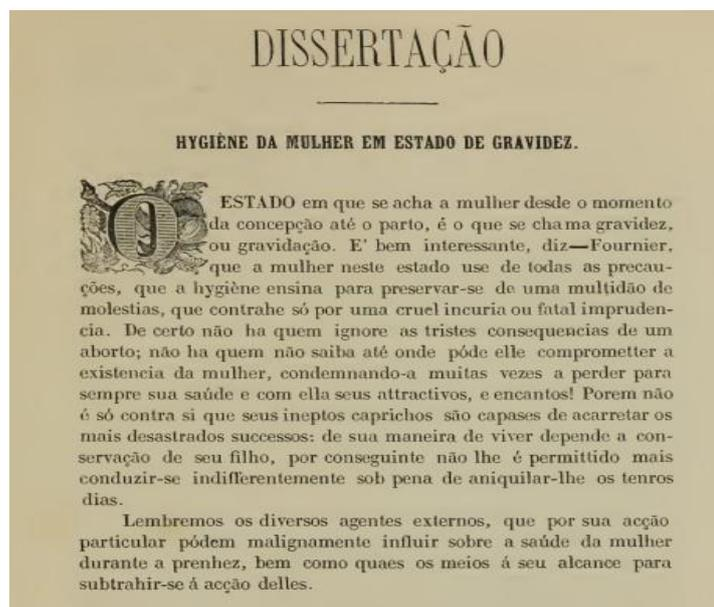 DISSERTAÇÃO
HYGIÈNE DA MULHER EM ESTADO DE GRAVIDEZ.
O ESTADO em que se acha a mulher desde o momento
da concepção até o parto, é o que se chama gravidez,
ou gravidação. E' bem interessante, diz—Fournier,
que a mulher neste estado use de todas as precau-
ções, que a hygiène ensina para preservar-se de uma multidão de
molestias, que contrahe só por uma cruel incuria ou fatal impruden-
cia. De certo não ha quem ignore as tristes consequencias de um
aborto; não ha quem não saiba até onde póde elle comprometter a
existencia da mulher, condemnando-a muitas vezes a perder para
sempre sua saúde e com ella seus attractivos, e encantos! Porem não
é só contra si que seus ineptos caprichos são capases de acarretar os
mais desastrados successos: de sua maneira de viver depende a con-
servação de seu filho, por conseguinte não lhe é permittido mais
conduzir-se indifferentemente sob pena de aniquilar-lhe os tenros
dias.
Lembremos os diversos agentes externos, que por sua acção
particular pódem malignamente influir sobre a saúde da mulher
durante a prenhez, bem como quaes os meios á seu alcance para
subtrahir-se á acção delles.